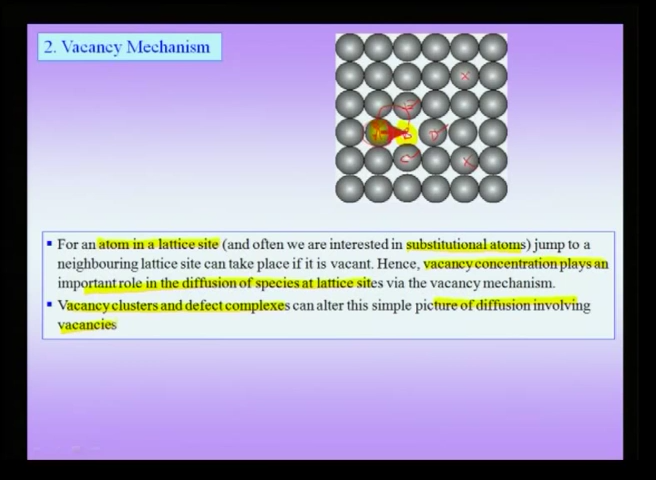 2. Vacancy Mechanism
▪ For an atom in a lattice site (and often we are interested in substitutional atoms) jump to a
neighbouring lattice site can take place if it is vacant. Hence, vacancy concentration plays an
important role in the diffusion of species at lattice sites via the vacancy mechanism.
▪ Vacancy clusters and defect complexes can alter this simple picture of diffusion involving
vacancies